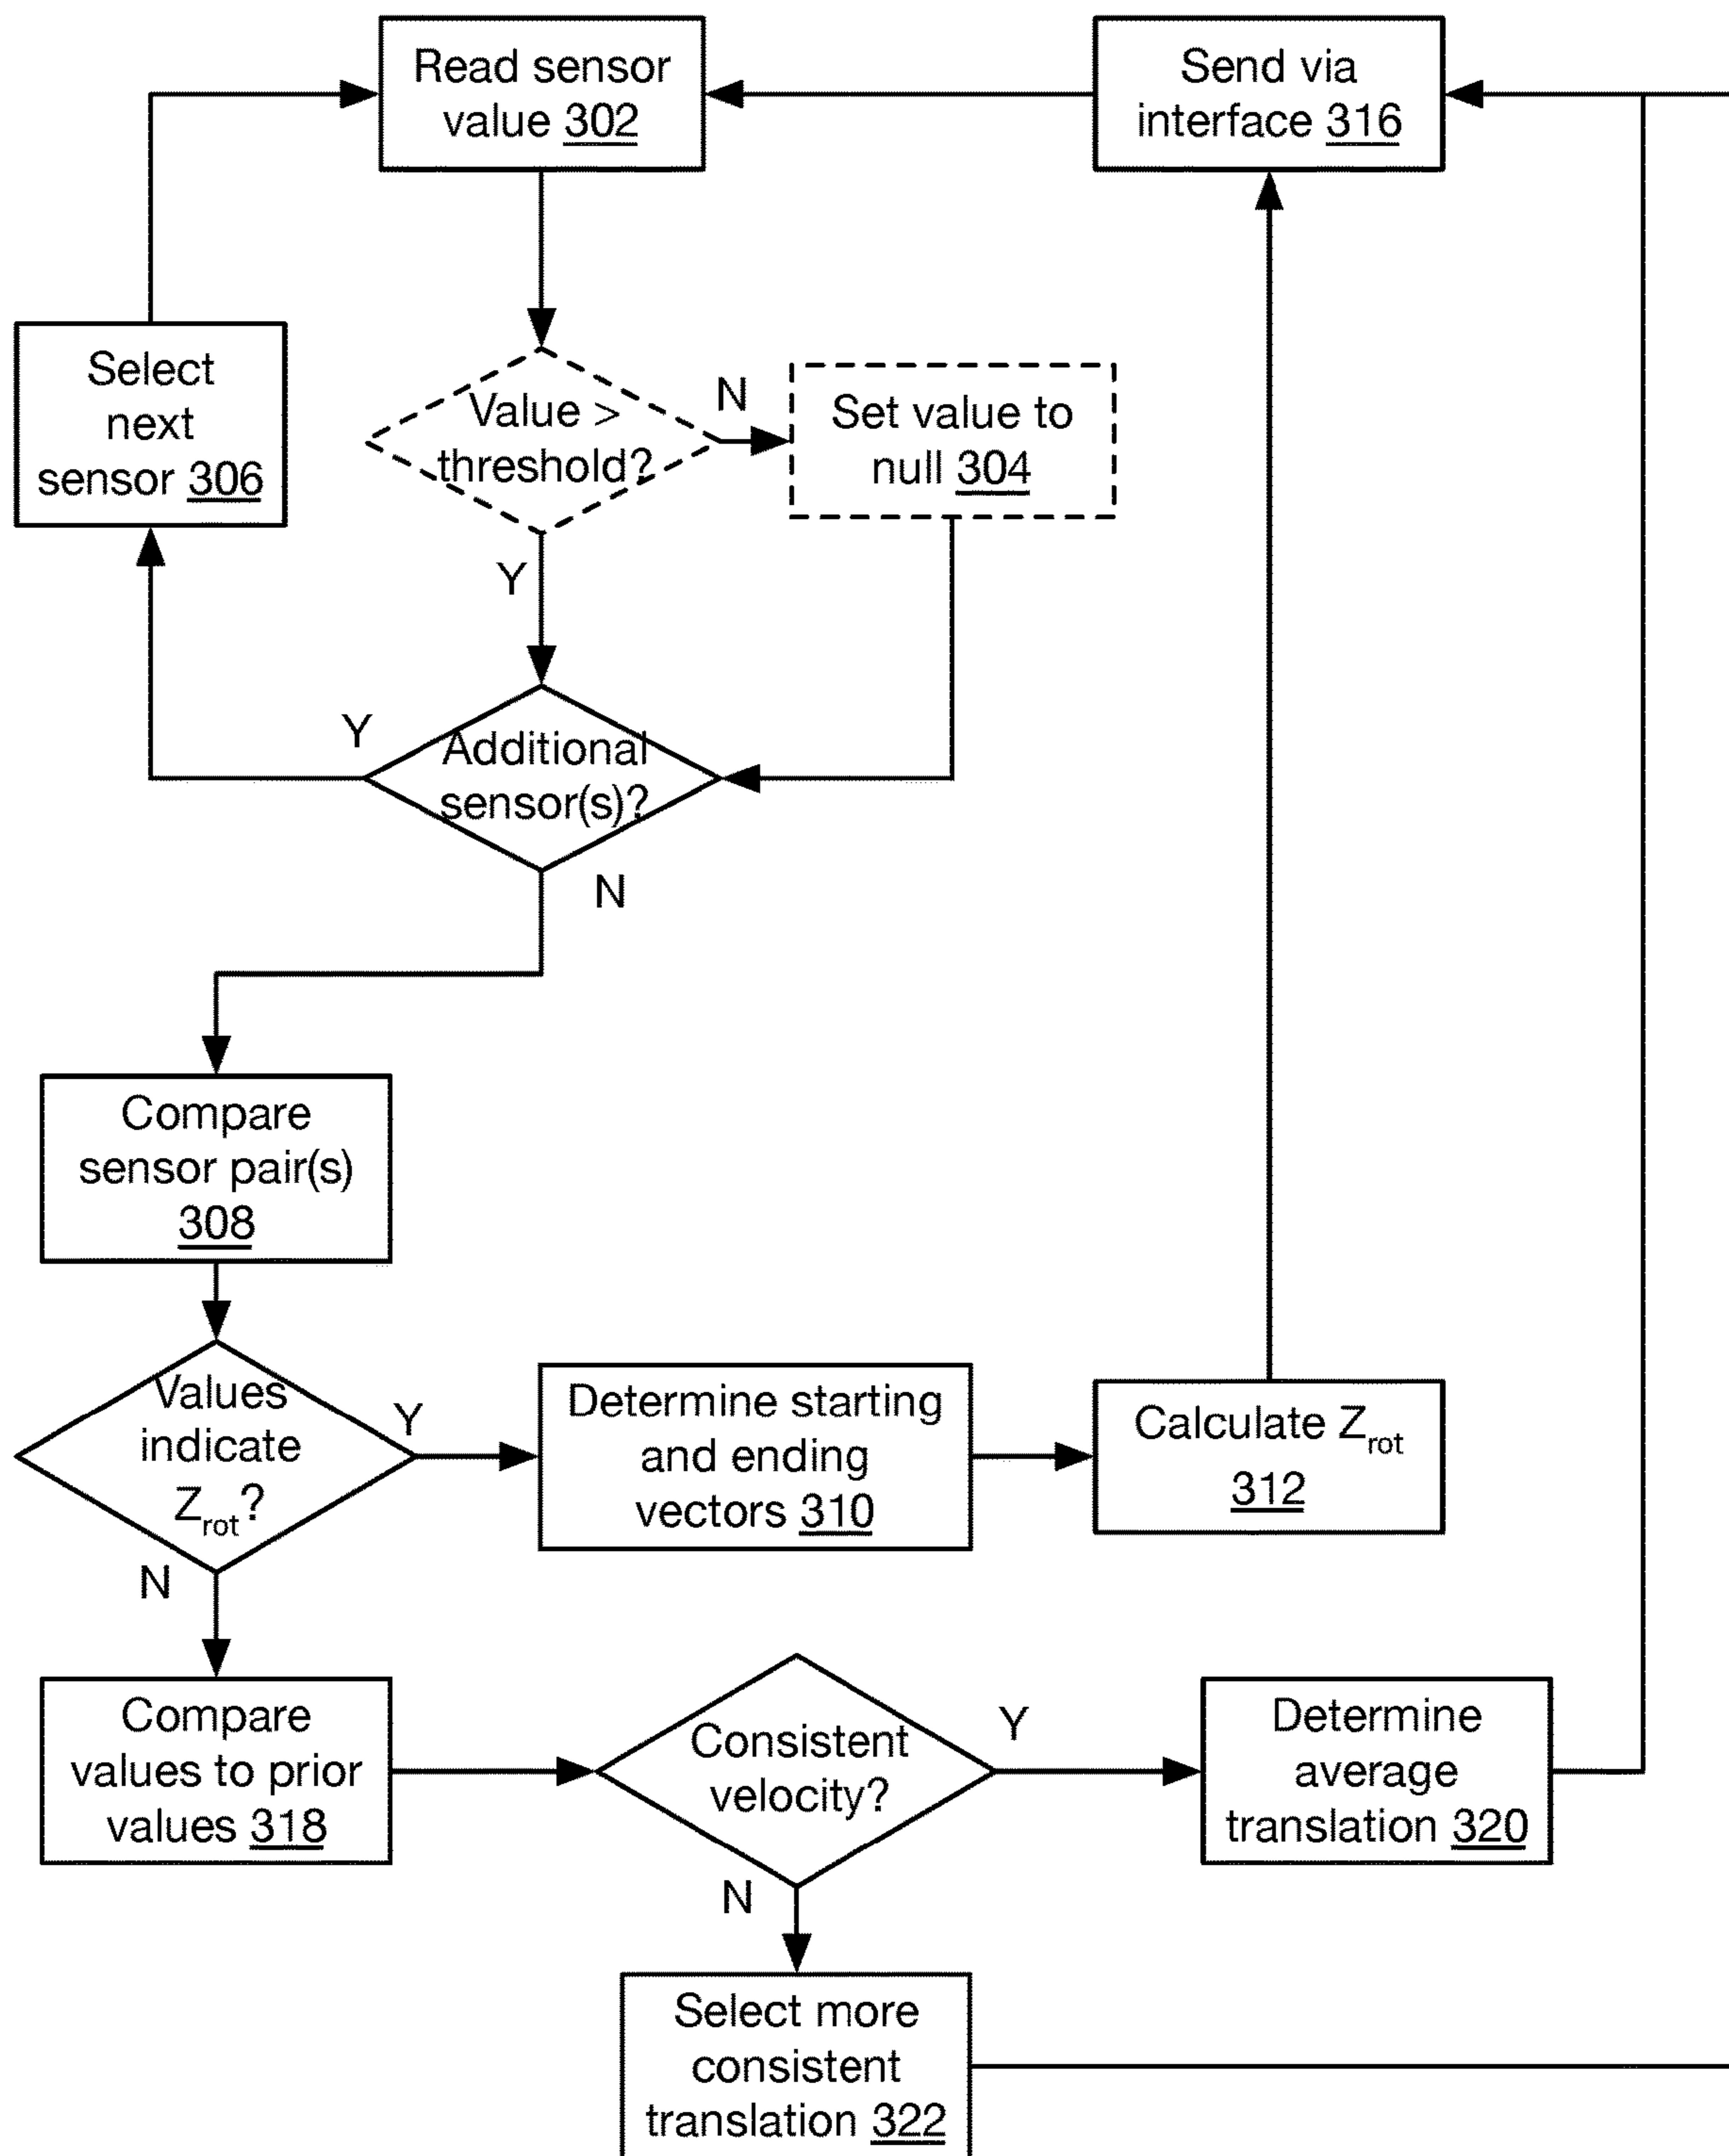 Read sensor
value 302
Send via
interface 316
Select
next
sensor 306
Value >
threshold?
N
Set value to
null 304
Y
Y
Additional
sensor(s)?
N
Compare
sensor pair(s)
308
Values
indicate
Zrot?
Y
Determine starting
and ending
vectors 310
Calculate Zrot
312
N
Compare
values to prior
values 318
Consistent
velocity?
Y
Determine
average
translation 320
N
Select more
consistent
translation 322